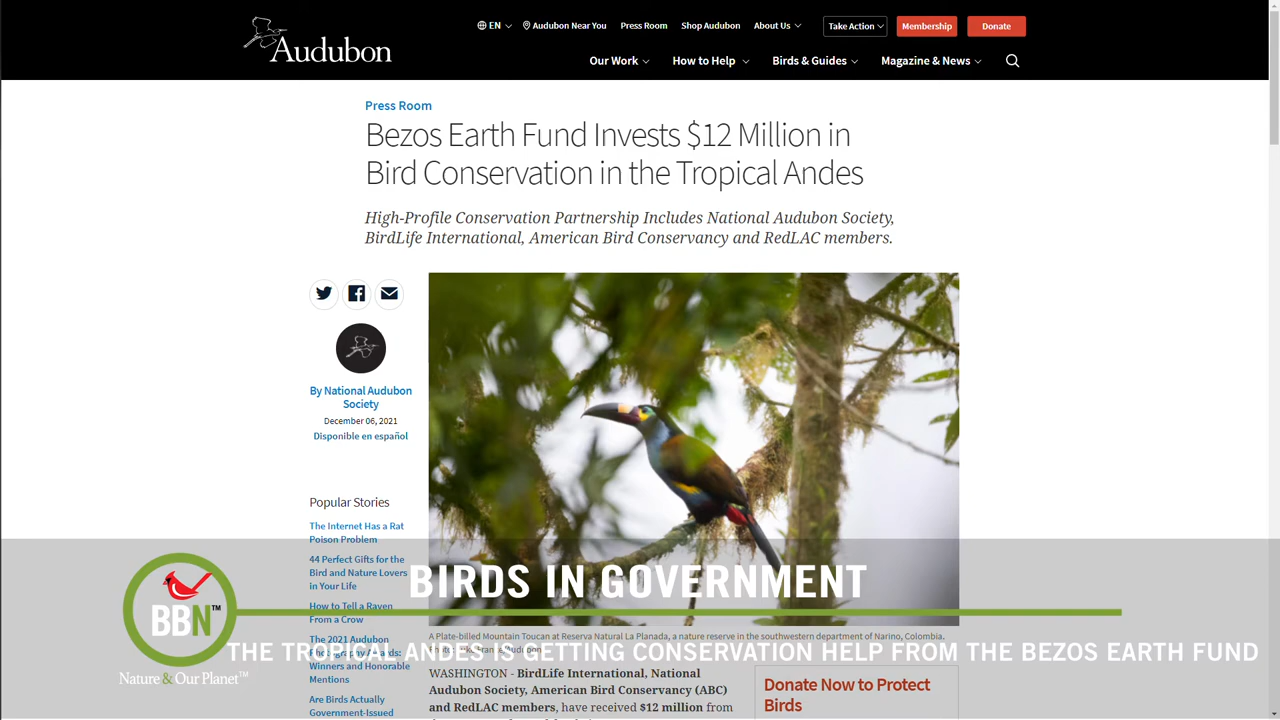 EN
Audubon Near You
Press Room
Shop Audubon
About Us
Take Action
Membership
Donate
Audubon
Our Work
How to Help
Birds & Guides
Magazine & News
Press Room
Bezos Earth Fund Invests $12 Million in
Bird Conservation in the Tropical Andes
High-Profile Conservation Partnership Includes National Audubon Society,
BirdLife International, American Bird Conservancy and RedLAC members.
By National Audubon
Society
December 06, 2021
Disponible en español
Popular Stories
The Internet Has a Rat
Poison Problem
44 Perfect Gifts for the
Bird and Nature Lovers
in Your Life
How to Tell a Raven
From a Crow
The 2021 Audubon
Photography Awards:
Winners and Honorable
Mentions
Are Birds Actually
Government-Issued
A Plate-billed Mountain Toucan at Reserva Natural La Planada, a nature reserve in the southwestern department of Narino, Colombia.
WASHINGTON - BirdLife International, National
Audubon Society, American Bird Conservancy (ABC)
and RedLAC members, have received $12 million from
Donate Now to Protect
Birds
BIRDS IN GOVERNMENT
THE TROPICAL ANDES IS GETTING CONSERVATION HELP FROM THE BEZOS EARTH FUND
BBN™
Nature & Our Planet™